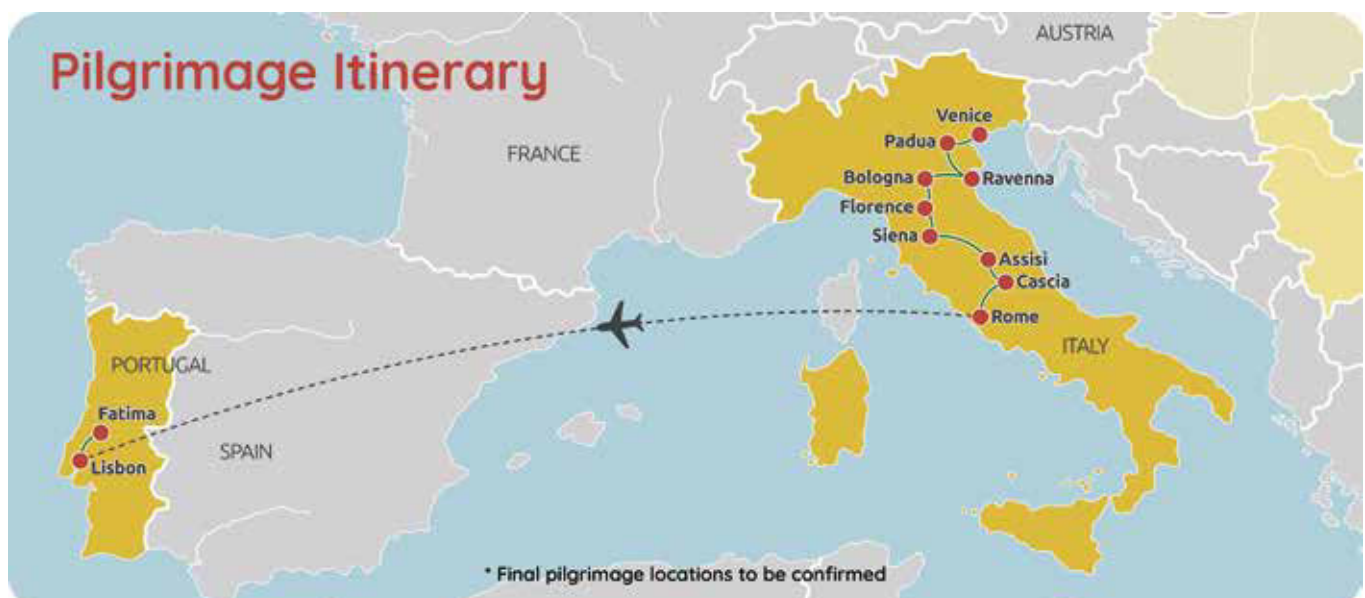 Pilgrimage Itinerary
AUSTRIA
FRANCE
Venice
Padua
Bologna
Ravenna
Florence
Siena
Assisi
Cascia
Rome
ITALY
PORTUGAL
Fatima
Lisbon
SPAIN
* Final pilgrimage locations to be confirmed